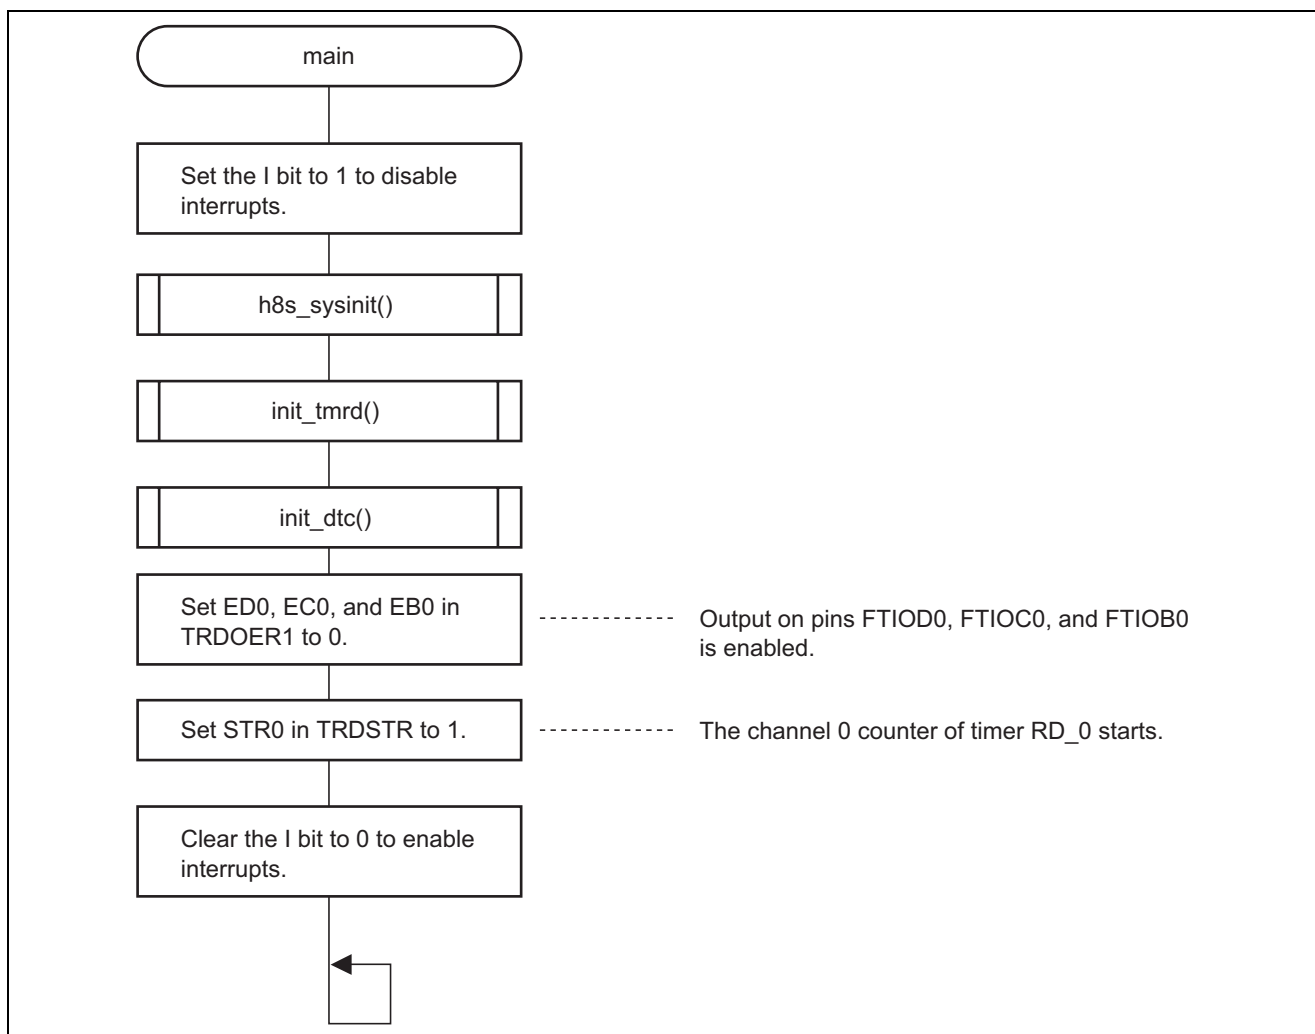 main
Set the I bit to 1 to disable
interrupts.
h8s_sysinit()
init_tmrd()
init_dtc()
Set ED0, EC0, and EB0 in
TRDOER1 to 0.
Output on pins FTIOD0, FTIOC0, and FTIOB0
is enabled.
Set STR0 in TRDSTR to 1.
The channel 0 counter of timer RD_0 starts.
Clear the I bit to 0 to enable
interrupts.